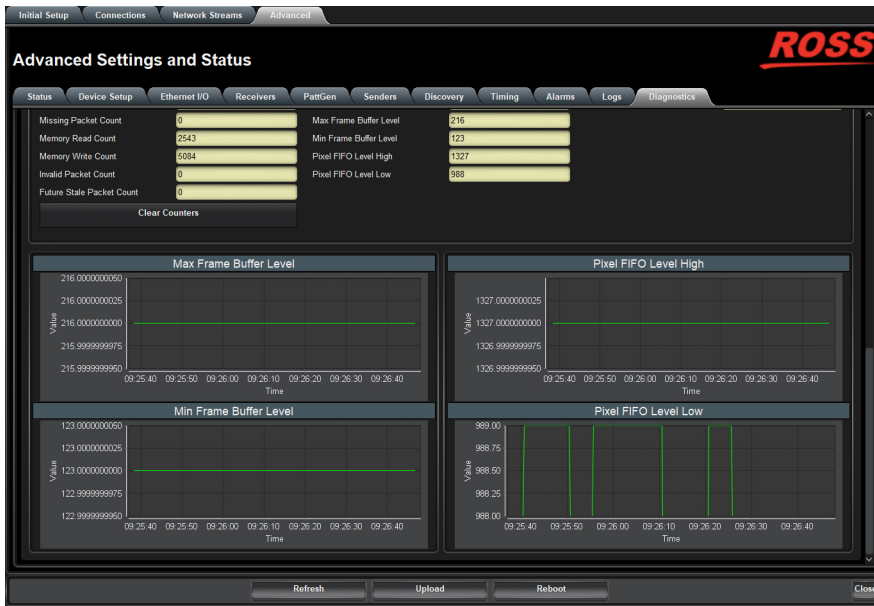 Initial Setup Connections Network Streams Advanced
Advanced Settings and Status
ROSS
Status Device Setup Ethernet I/O Receivers PattGen Senders Discovery Timing Alarms Logs Diagnostics
Missing Packet Count 0 Max Frame Buffer Level 216
Memory Read Count 2543 Min Frame Buffer Level 123
Memory Write Count 5084 Pixel FIFO Level High 1327
Invalid Packet Count 0 Pixel FIFO Level Low 988
Future Stale Packet Count 0
Clear Counters
Max Frame Buffer Level
216.0000000050
216.0000000025
216.0000000000
215.9999999975
215.9999999950
Value
09:25:40 09:25:50 09:26:00 09:26:10 09:26:20 09:26:30 09:26:40
Time
Pixel FIFO Level High
1327.0000000025
1327.0000000000
1326.9999999975
1326.9999999950
Value
09:25:40 09:25:50 09:26:00 09:26:10 09:26:20 09:26:30 09:26:40
Time
Min Frame Buffer Level
123.0000000050
123.0000000025
123.0000000000
122.9999999975
122.9999999950
Value
09:25:40 09:25:50 09:26:00 09:26:10 09:26:20 09:26:30 09:26:40
Time
Pixel FIFO Level Low
989.00
988.75
988.50
988.25
988.00
Value
09:25:40 09:25:50 09:26:00 09:26:10 09:26:20 09:26:30 09:26:40
Time
Refresh Upload Reboot Close